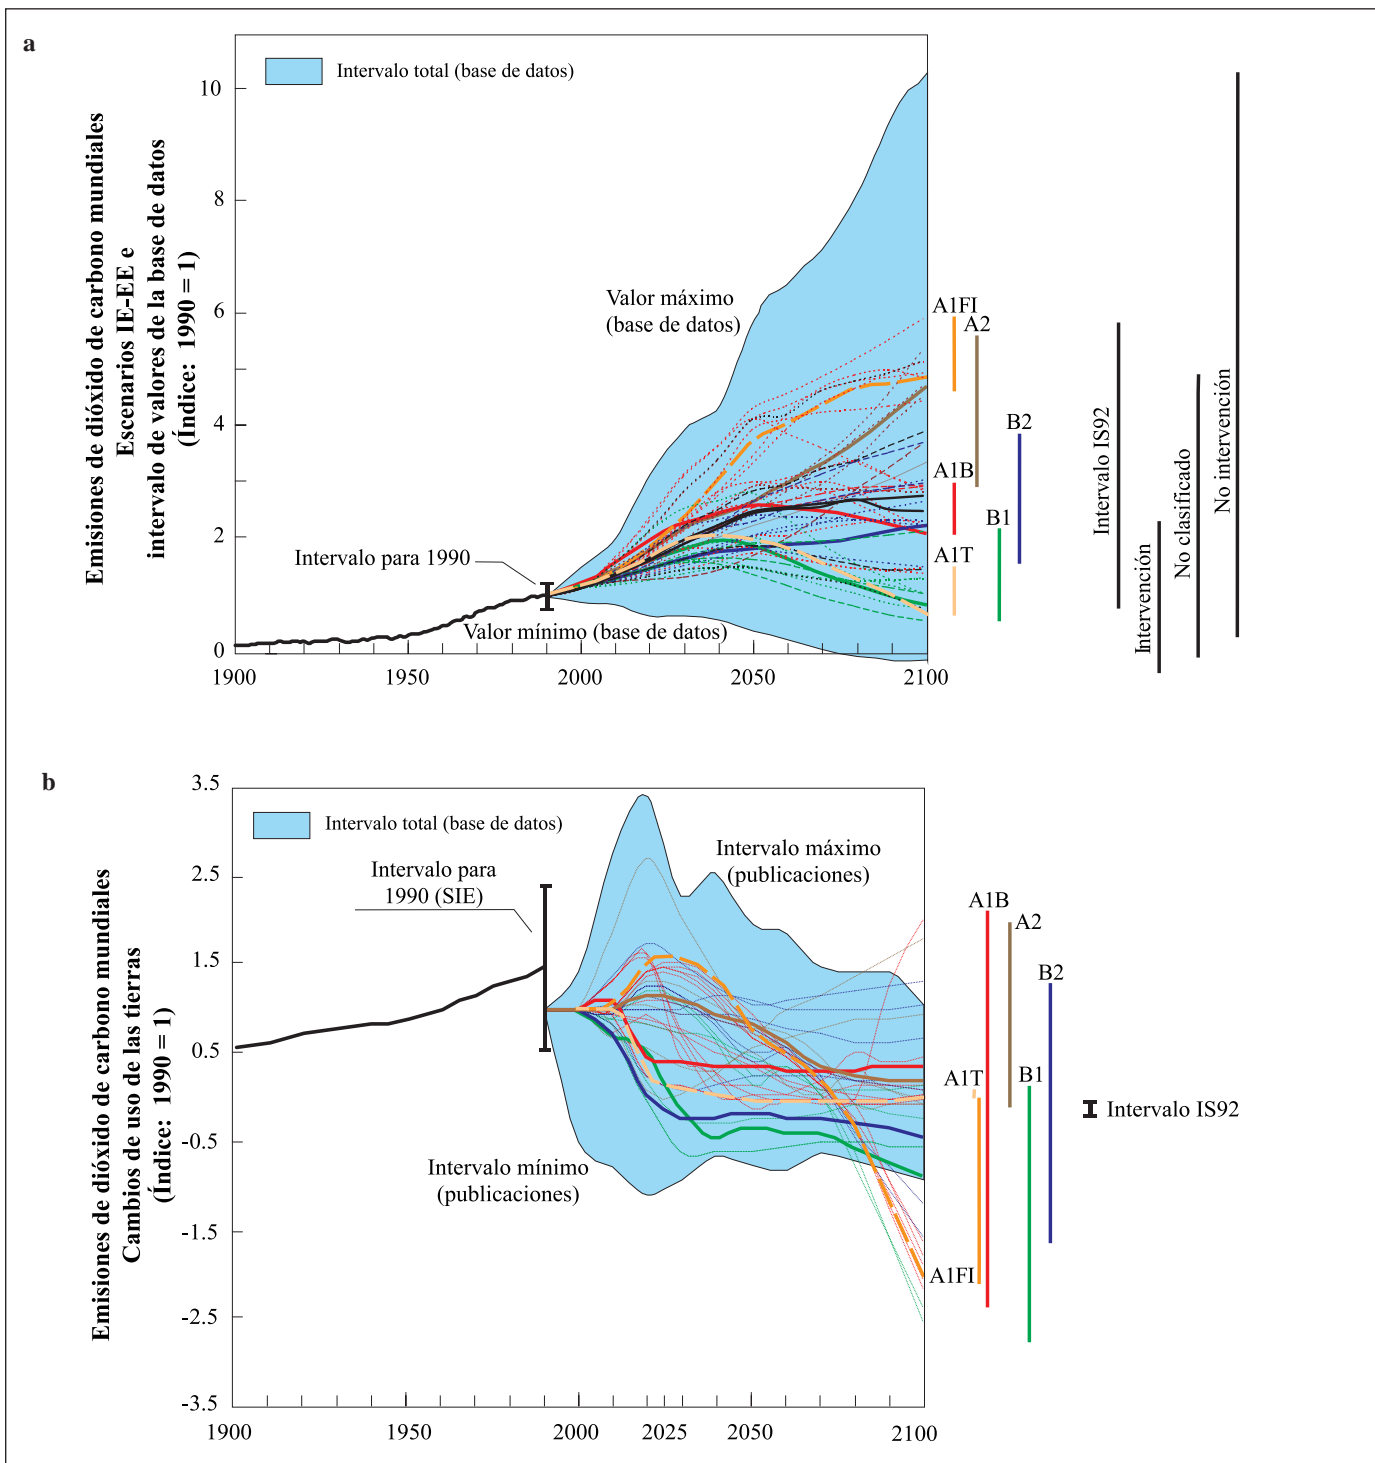 a
Emisiones de dióxido de carbono mundiales
Escenarios IE-EE e
intervalo de valores de la base de datos
(Índice: 1990 = 1)
Intervalo total (base de datos)
10
8
6
4
2
0
Valor máximo
(base de datos)
Intervalo para 1990
Valor mínimo (base de datos)
1900
1950
2000
2050
2100
A1FI
A2
B2
A1B
B1
A1T
Intervalo IS92
Intervención
No clasificado
No intervención
b
Emisiones de dióxido de carbono mundiales
Cambios de uso de las tierras
(Índice: 1990 = 1)
3.5
2.5
1.5
0.5
-0.5
-1.5
-2.5
-3.5
Intervalo total (base de datos)
Intervalo para
1990 (SIE)
Intervalo máximo
(publicaciones)
Intervalo mínimo
(publicaciones)
1900
1950
2000
2025
2050
2100
A1B
A2
B2
A1T
B1
A1FI
Intervalo IS92